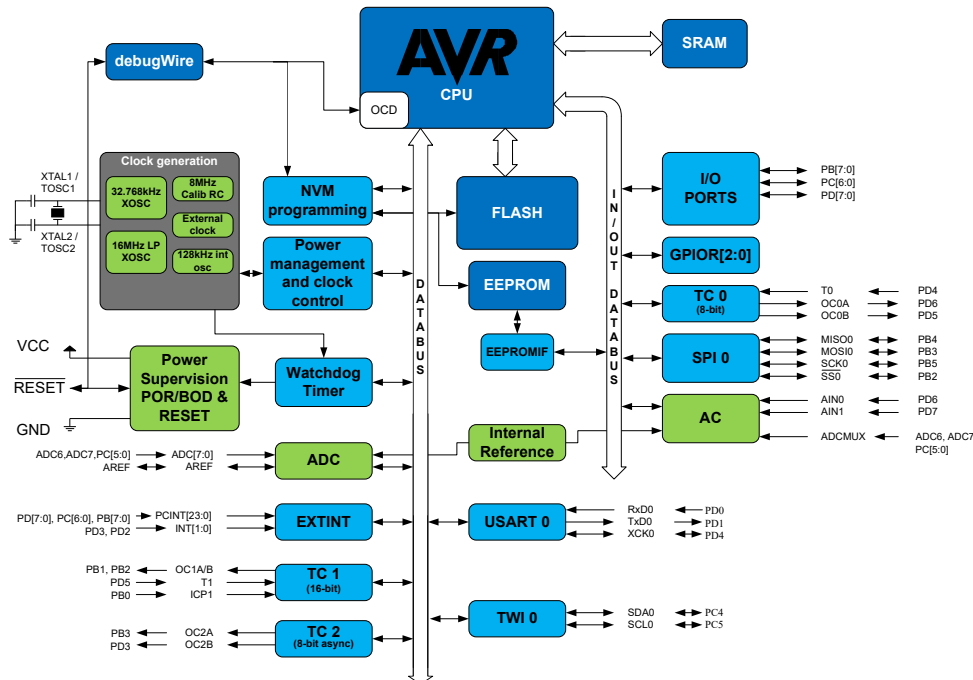 AVR
CPU
OCD
SRAM
debugWire
Clock generation
XTAL1 /
TOSC1
32.768kHz
XOSC
8MHz
Calib RC
External
clock
XTAL2 /
TOSC2
16MHz LP
XOSC
128kHz int
osc
NVM
programming
Power
management
and clock
control
FLASH
EEPROM
EEPROMIF
DATABUS
IN/OUT DATABUS
I/O
PORTS
PB[7:0]
PC[6:0]
PD[7:0]
GPIOR[2:0]
TC 0
(8-bit)
T0 PD4
OC0A PD6
OC0B PD5
SPI 0
MISO0 PB4
MOSI0 PB3
SCK0 PB5
SS0 PB2
AC
AIN0 PD6
AIN1 PD7
ADCMUX ADC6, ADC7
PC[5:0]
VCC
RESET
GND
Power
Supervision
POR/BOD &
RESET
Watchdog
Timer
Internal
Reference
ADC6,ADC7,PC[5:0] ADC[7:0]
AREF AREF
ADC
PD[7:0], PC[6:0], PB[7:0] PCINT[23:0]
PD3, PD2 INT[1:0]
EXTINT
USART 0
RxD0 PD0
TxD0 PD1
XCK0 PD4
PB1, PB2 OC1A/B
PD5 T1
PB0 ICP1
TC 1
(16-bit)
TWI 0
SDA0 PC4
SCL0 PC5
PB3 OC2A
PD3 OC2B
TC 2
(8-bit async)